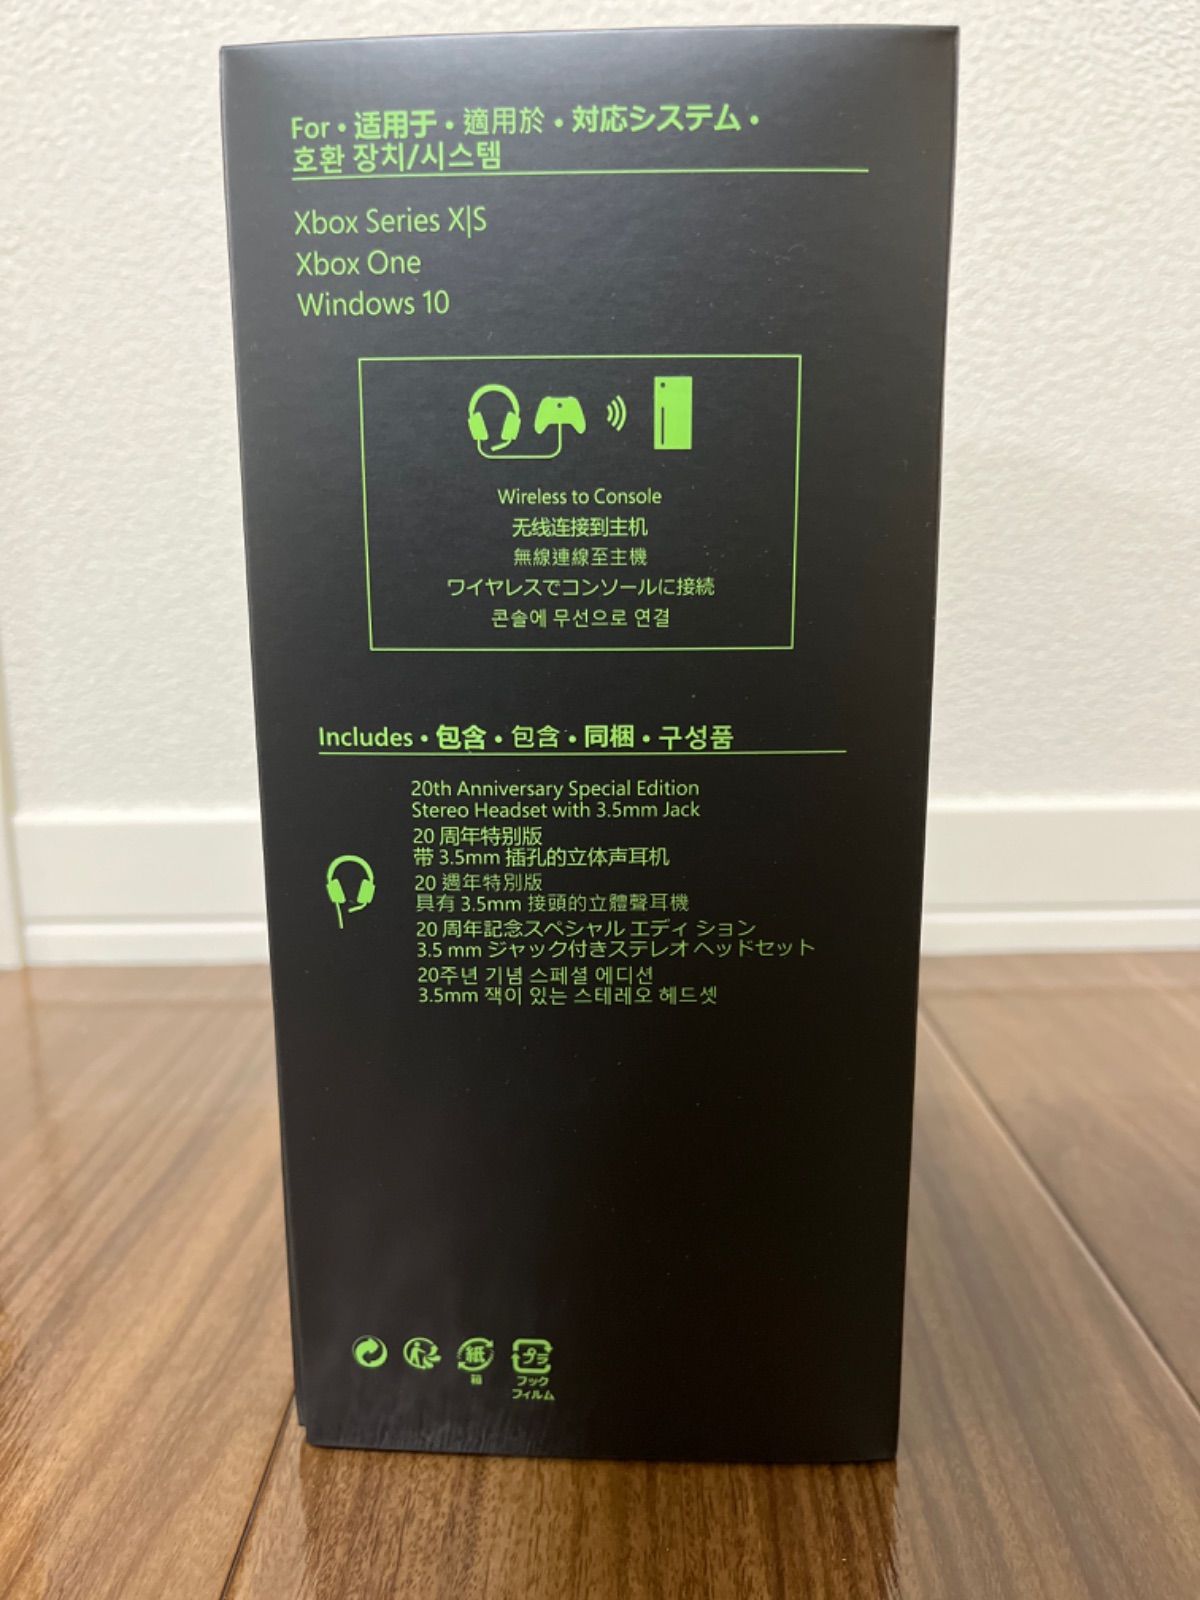 For • 适用于 • 適用於 • 対応システム •
호환 장치/시스템
Xbox Series X|S
Xbox One
Windows 10
Wireless to Console
无线连接到主机
無線連線至主機
ワイヤレスでコンソールに接続
콘솔에 무선으로 연결
Includes • 包含 • 包含 • 同梱 • 구성품
20th Anniversary Special Edition
Stereo Headset with 3.5mm Jack
20 周年特别版
带 3.5mm 插孔的立体声耳机
20 週年特別版
具有 3.5mm 接頭的立體聲耳機
20 周年記念スペシャル エディション
3.5 mm ジャック付きステレオ ヘッドセット
20주년 기념 스페셜 에디션
3.5mm 잭이 있는 스테레오 헤드셋
紙
箱
プラ
フック
フィルム